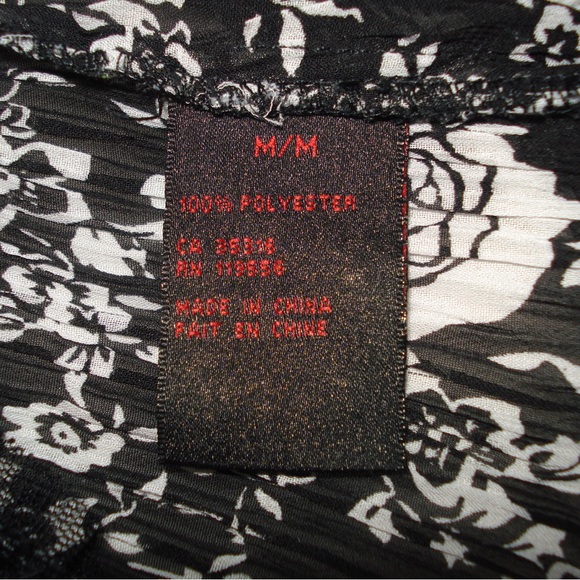 M/M
100% POLYESTER
CA
RN
MADE IN CHINA
FAIT EN CHINE